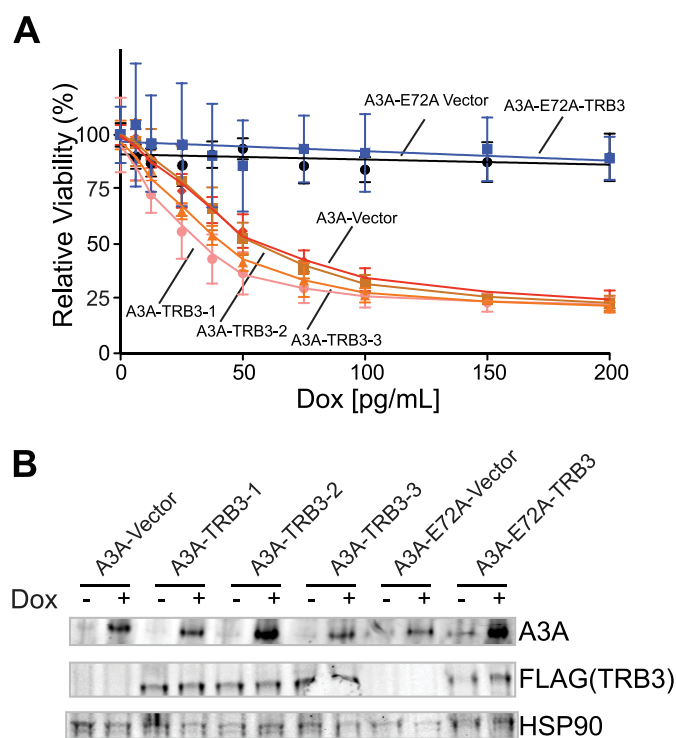 A
Relative Viability (%)
100
75
50
25
0
A3A-E72A Vector
A3A-E72A-TRB3
A3A-Vector
A3A-TRB3-1
A3A-TRB3-2
A3A-TRB3-3
0 50 100 150 200
Dox [pg/mL]
B
A3A-Vector
A3A-TRB3-1
A3A-TRB3-2
A3A-TRB3-3
A3A-E72A-Vector
A3A-E72A-TRB3
Dox - + - + - + - + - + - +
A3A
FLAG(TRB3)
HSP90